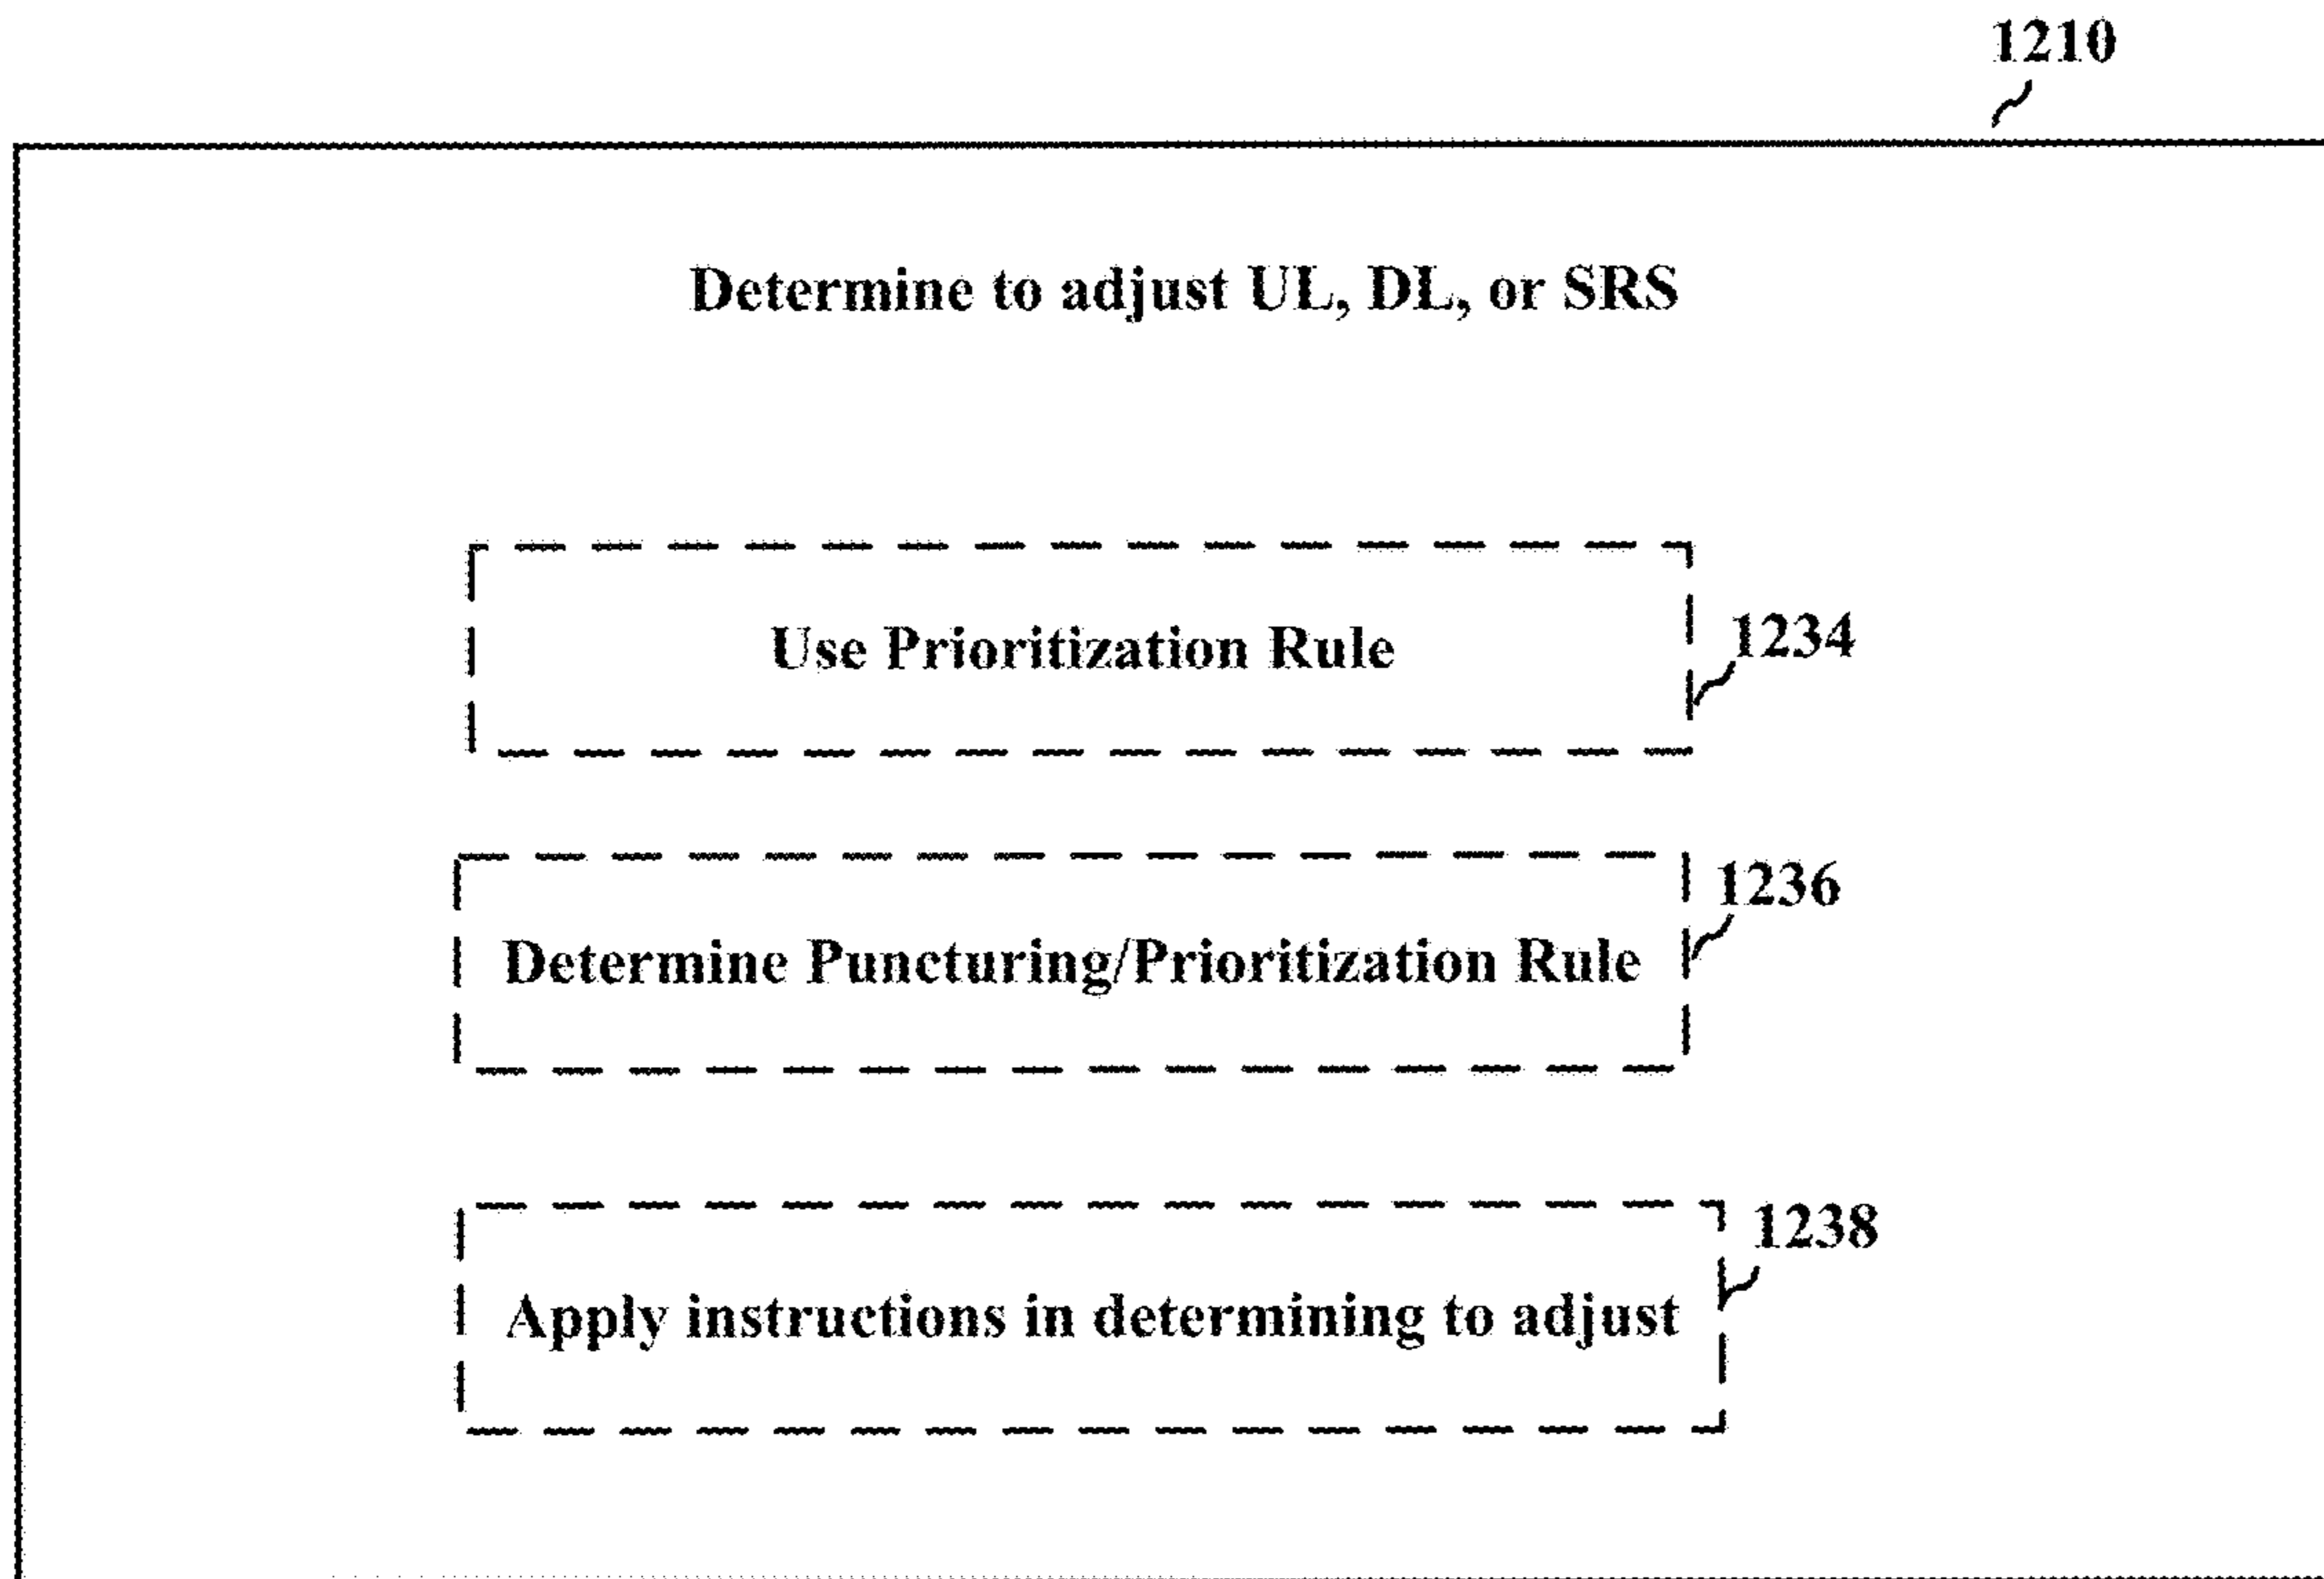 1210
Determine to adjust UL, DL, or SRS
Use Prioritization Rule
1234
Determine Puncturing/Prioritization Rule
1236
Apply instructions in determining to adjust
1238